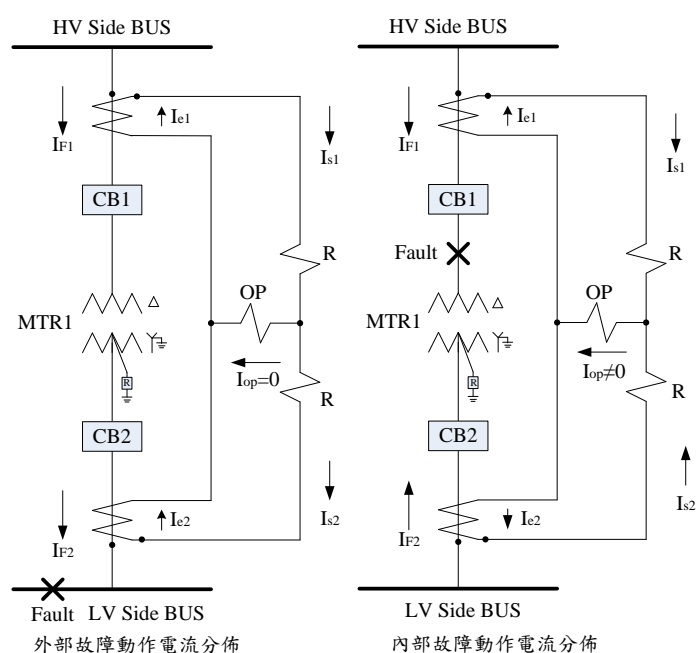 HV Side BUS
IF1
Ie1
Is1
CB1
R
OP
MTR1
Δ
R
Iop=0
R
CB2
Is2
Ie2
IF2
Fault
LV Side BUS
外部故障動作電流分佈
HV Side BUS
IF1
Ie1
Is1
CB1
Fault
R
OP
MTR1
Δ
R
Iop≠0
R
CB2
Is2
Ie2
IF2
LV Side BUS
內部故障動作電流分佈